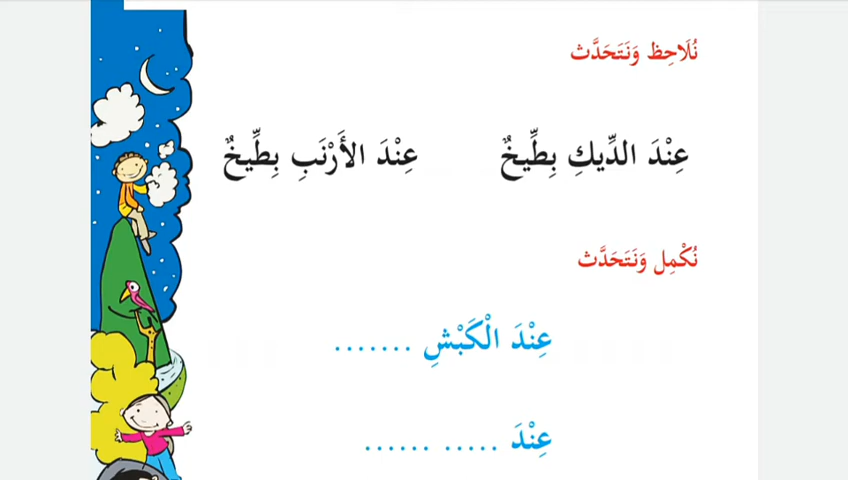 نُلَاحِظ وَنَتَحَدَّث
عِنْدَ الدِّيكِ بِطِّيخٌ عِنْدَ الأَرْنَبِ بِطِّيخٌ
نُكْمِل وَنَتَحَدَّث
عِنْدَ الْكَبْشِ .......
عِنْدَ ..... ......